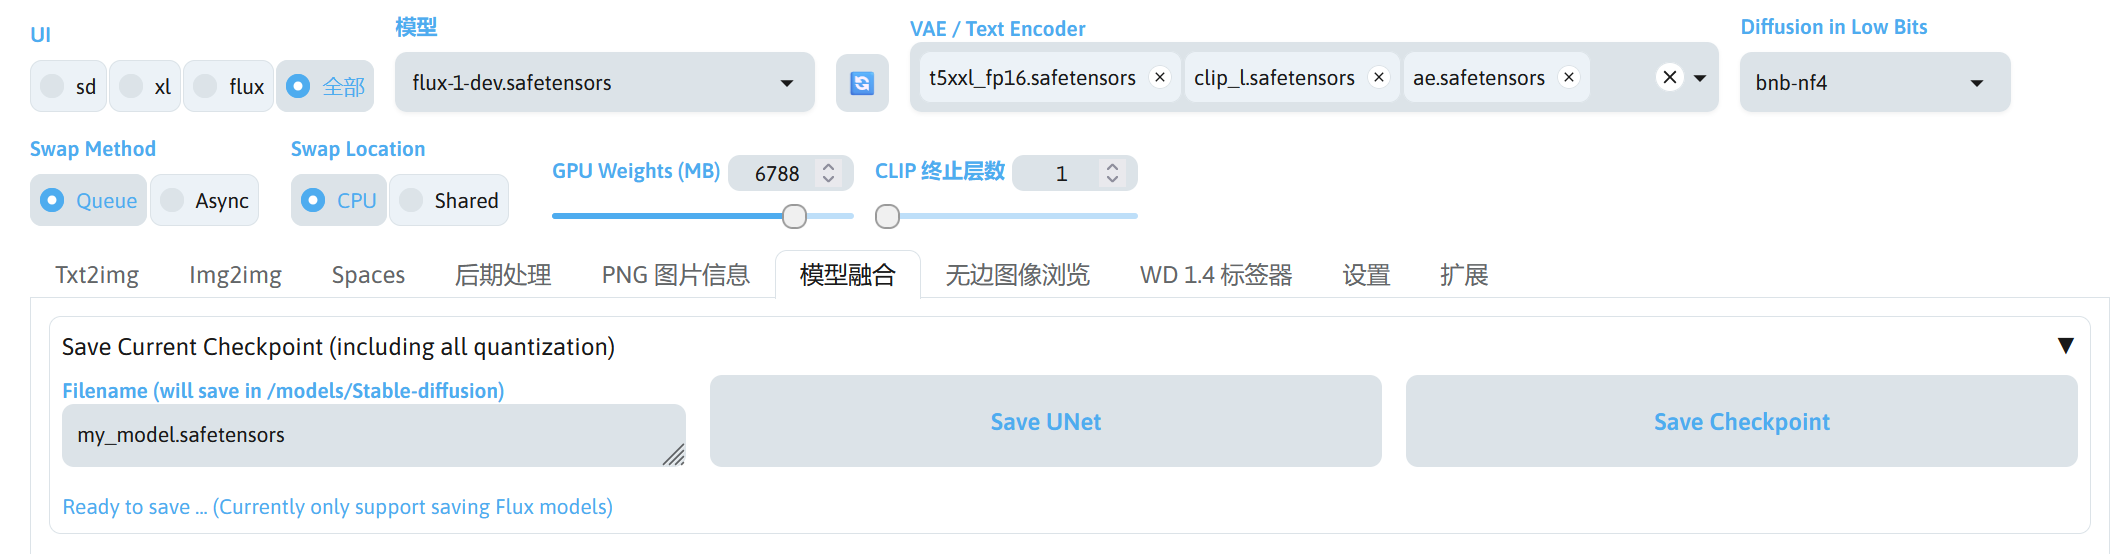 UI
模型
VAE / Text Encoder
Diffusion in Low Bits
sd
xl
flux
全部
flux-1-dev.safetensors
t5xxl_fp16.safetensors
clip_l.safetensors
ae.safetensors
bnb-nf4
Swap Method
Swap Location
GPU Weights (MB)
6788
CLIP 终止层数
1
Queue
Async
CPU
Shared
Txt2img
Img2img
Spaces
后期处理
PNG 图片信息
模型融合
无边图像浏览
WD 1.4 标签器
设置
扩展
Save Current Checkpoint (including all quantization)
Filename (will save in /models/Stable-diffusion)
my_model.safetensors
Save UNet
Save Checkpoint
Ready to save ... (Currently only support saving Flux models)